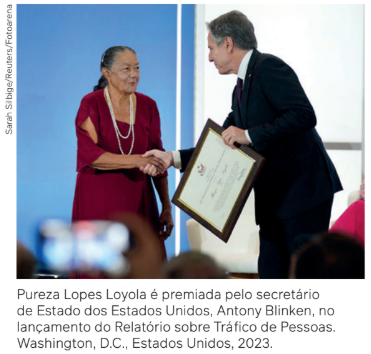 Sarah Silbige/Reuters/Fotoarena
Pureza Lopes Loyola é premiada pelo secretário
de Estado dos Estados Unidos, Antony Blinken, no
lançamento do Relatório sobre Tráfico de Pessoas.
Washington, D.C., Estados Unidos, 2023.